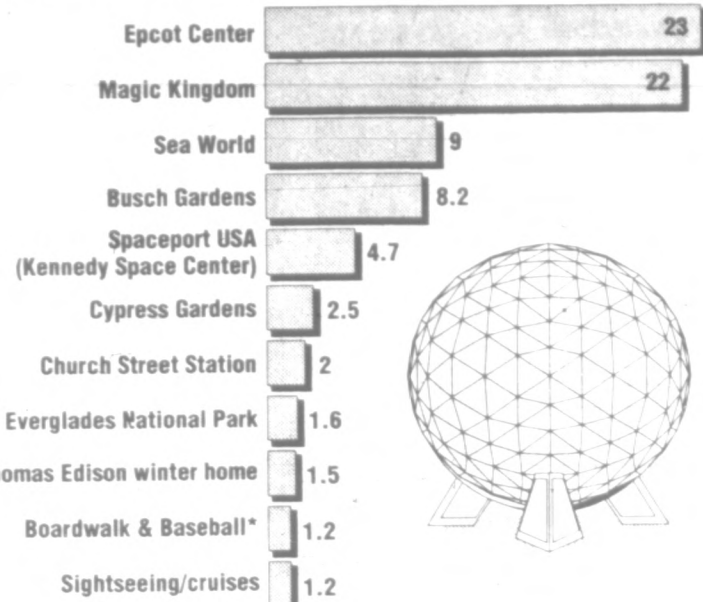 Epcot Center 23
Magic Kingdom 22
Sea World 9
Busch Gardens 8.2
Spaceport USA
(Kennedy Space Center) 4.7
Cypress Gardens 2.5
Church Street Station 2
Everglades National Park 1.6
omas Edison winter home 1.5
Boardwalk & Baseball* 1.2
Sightseeing/cruises 1.2